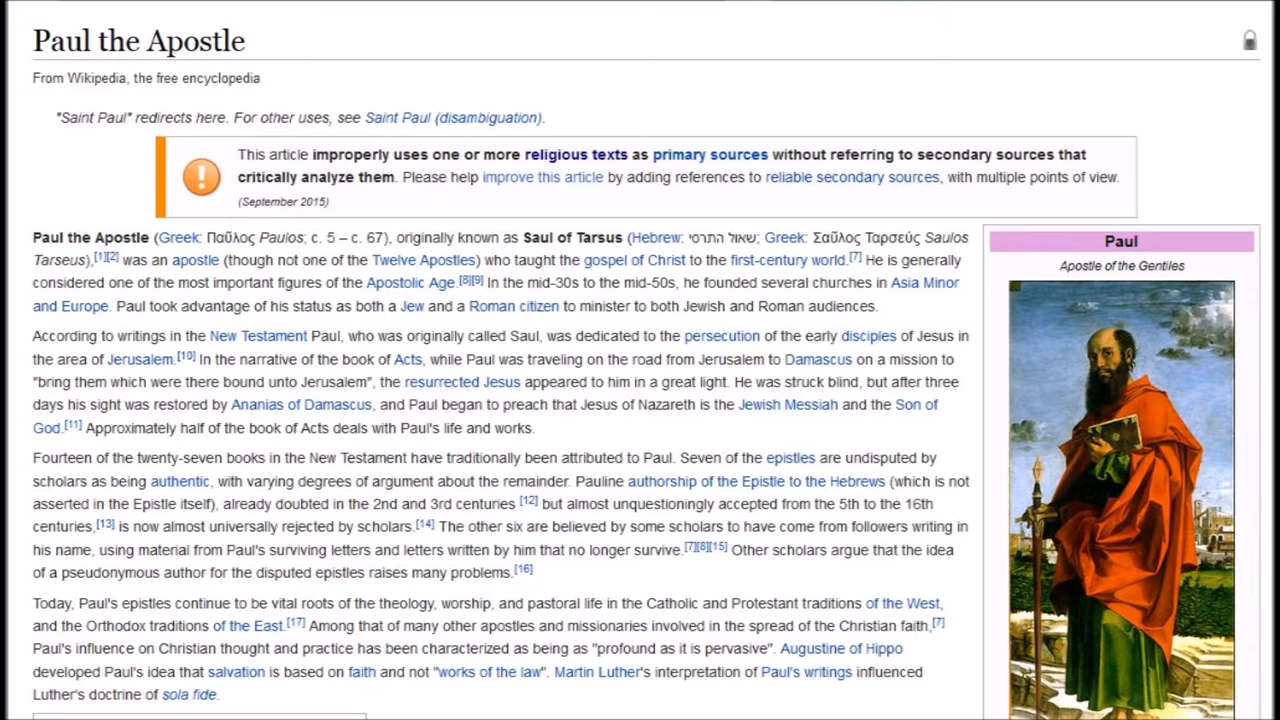 Paul the Apostle
From Wikipedia, the free encyclopedia
"Saint Paul" redirects here. For other uses, see Saint Paul (disambiguation).
This article improperly uses one or more religious texts as primary sources without referring to secondary sources that
critically analyze them. Please help improve this article by adding references to reliable secondary sources, with multiple points of view.
(September 2015)
Paul the Apostle (Greek: Παῦλος Paulos; c. 5 – c. 67), originally known as Saul of Tarsus (Hebrew: שאול התרסי; Greek: Σαῦλος Ταρσεύς Saulos
Tarseus),[1][2] was an apostle (though not one of the Twelve Apostles) who taught the gospel of Christ to the first-century world.[7] He is generally
considered one of the most important figures of the Apostolic Age.[8][9] In the mid-30s to the mid-50s, he founded several churches in Asia Minor
and Europe. Paul took advantage of his status as both a Jew and a Roman citizen to minister to both Jewish and Roman audiences.
According to writings in the New Testament Paul, who was originally called Saul, was dedicated to the persecution of the early disciples of Jesus in
the area of Jerusalem.[10] In the narrative of the book of Acts, while Paul was traveling on the road from Jerusalem to Damascus on a mission to
"bring them which were there bound unto Jerusalem", the resurrected Jesus appeared to him in a great light. He was struck blind, but after three
days his sight was restored by Ananias of Damascus, and Paul began to preach that Jesus of Nazareth is the Jewish Messiah and the Son of
God.[11] Approximately half of the book of Acts deals with Paul's life and works.
Fourteen of the twenty-seven books in the New Testament have traditionally been attributed to Paul. Seven of the epistles are undisputed by
scholars as being authentic, with varying degrees of argument about the remainder. Pauline authorship of the Epistle to the Hebrews (which is not
asserted in the Epistle itself), already doubted in the 2nd and 3rd centuries [12] but almost unquestioningly accepted from the 5th to the 16th
centuries,[13] is now almost universally rejected by scholars.[14] The other six are believed by some scholars to have come from followers writing in
his name, using material from Paul's surviving letters and letters written by him that no longer survive.[7][8][15] Other scholars argue that the idea
of a pseudonymous author for the disputed epistles raises many problems.[16]
Today, Paul's epistles continue to be vital roots of the theology, worship, and pastoral life in the Catholic and Protestant traditions of the West,
and the Orthodox traditions of the East.[17] Among that of many other apostles and missionaries involved in the spread of the Christian faith,[7]
Paul's influence on Christian thought and practice has been characterized as being as "profound as it is pervasive". Augustine of Hippo
developed Paul's idea that salvation is based on faith and not "works of the law". Martin Luther's interpretation of Paul's writings influenced
Luther's doctrine of sola fide.
Paul
Apostle of the Gentiles